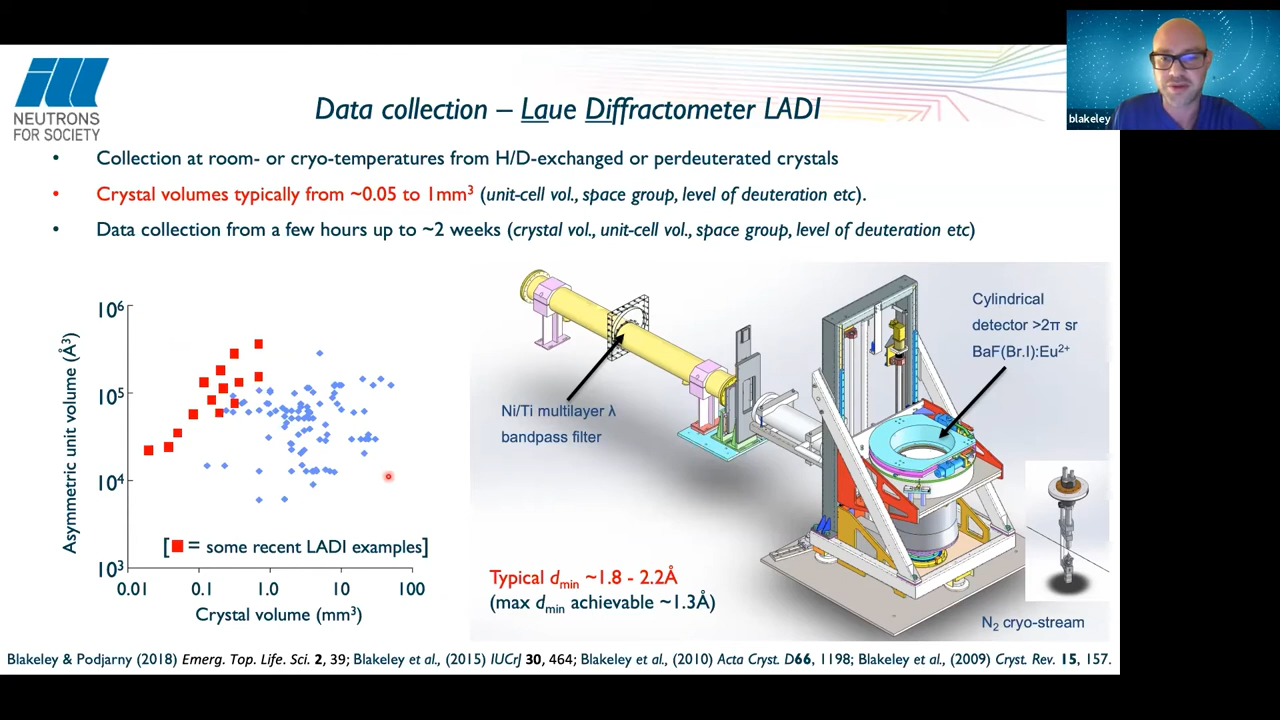 ill
NEUTRONS
FOR SOCIETY
Data collection – Laue Diffractometer LADI
blakeley
• Collection at room- or cryo-temperatures from H/D-exchanged or perdeuterated crystals
• Crystal volumes typically from ~0.05 to 1mm³ (unit-cell vol., space group, level of deuteration etc).
• Data collection from a few hours up to ~2 weeks (crystal vol., unit-cell vol., space group, level of deuteration etc)
Asymmetric unit volume (Å³)
10⁶
10⁵
10⁴
10³
[■ = some recent LADI examples]
0.01 0.1 1.0 10 100
Crystal volume (mm³)
Ni/Ti multilayer λ
bandpass filter
Cylindrical
detector >2π sr
BaF(Br.I):Eu²⁺
Typical dmin ~1.8 - 2.2Å
(max dmin achievable ~1.3Å)
N₂ cryo-stream
Blakeley & Podjarny (2018) Emerg. Top. Life. Sci. 2, 39; Blakeley et al., (2015) IUCrJ 30, 464; Blakeley et al., (2010) Acta Cryst. D66, 1198; Blakeley et al., (2009) Cryst. Rev. 15, 157.